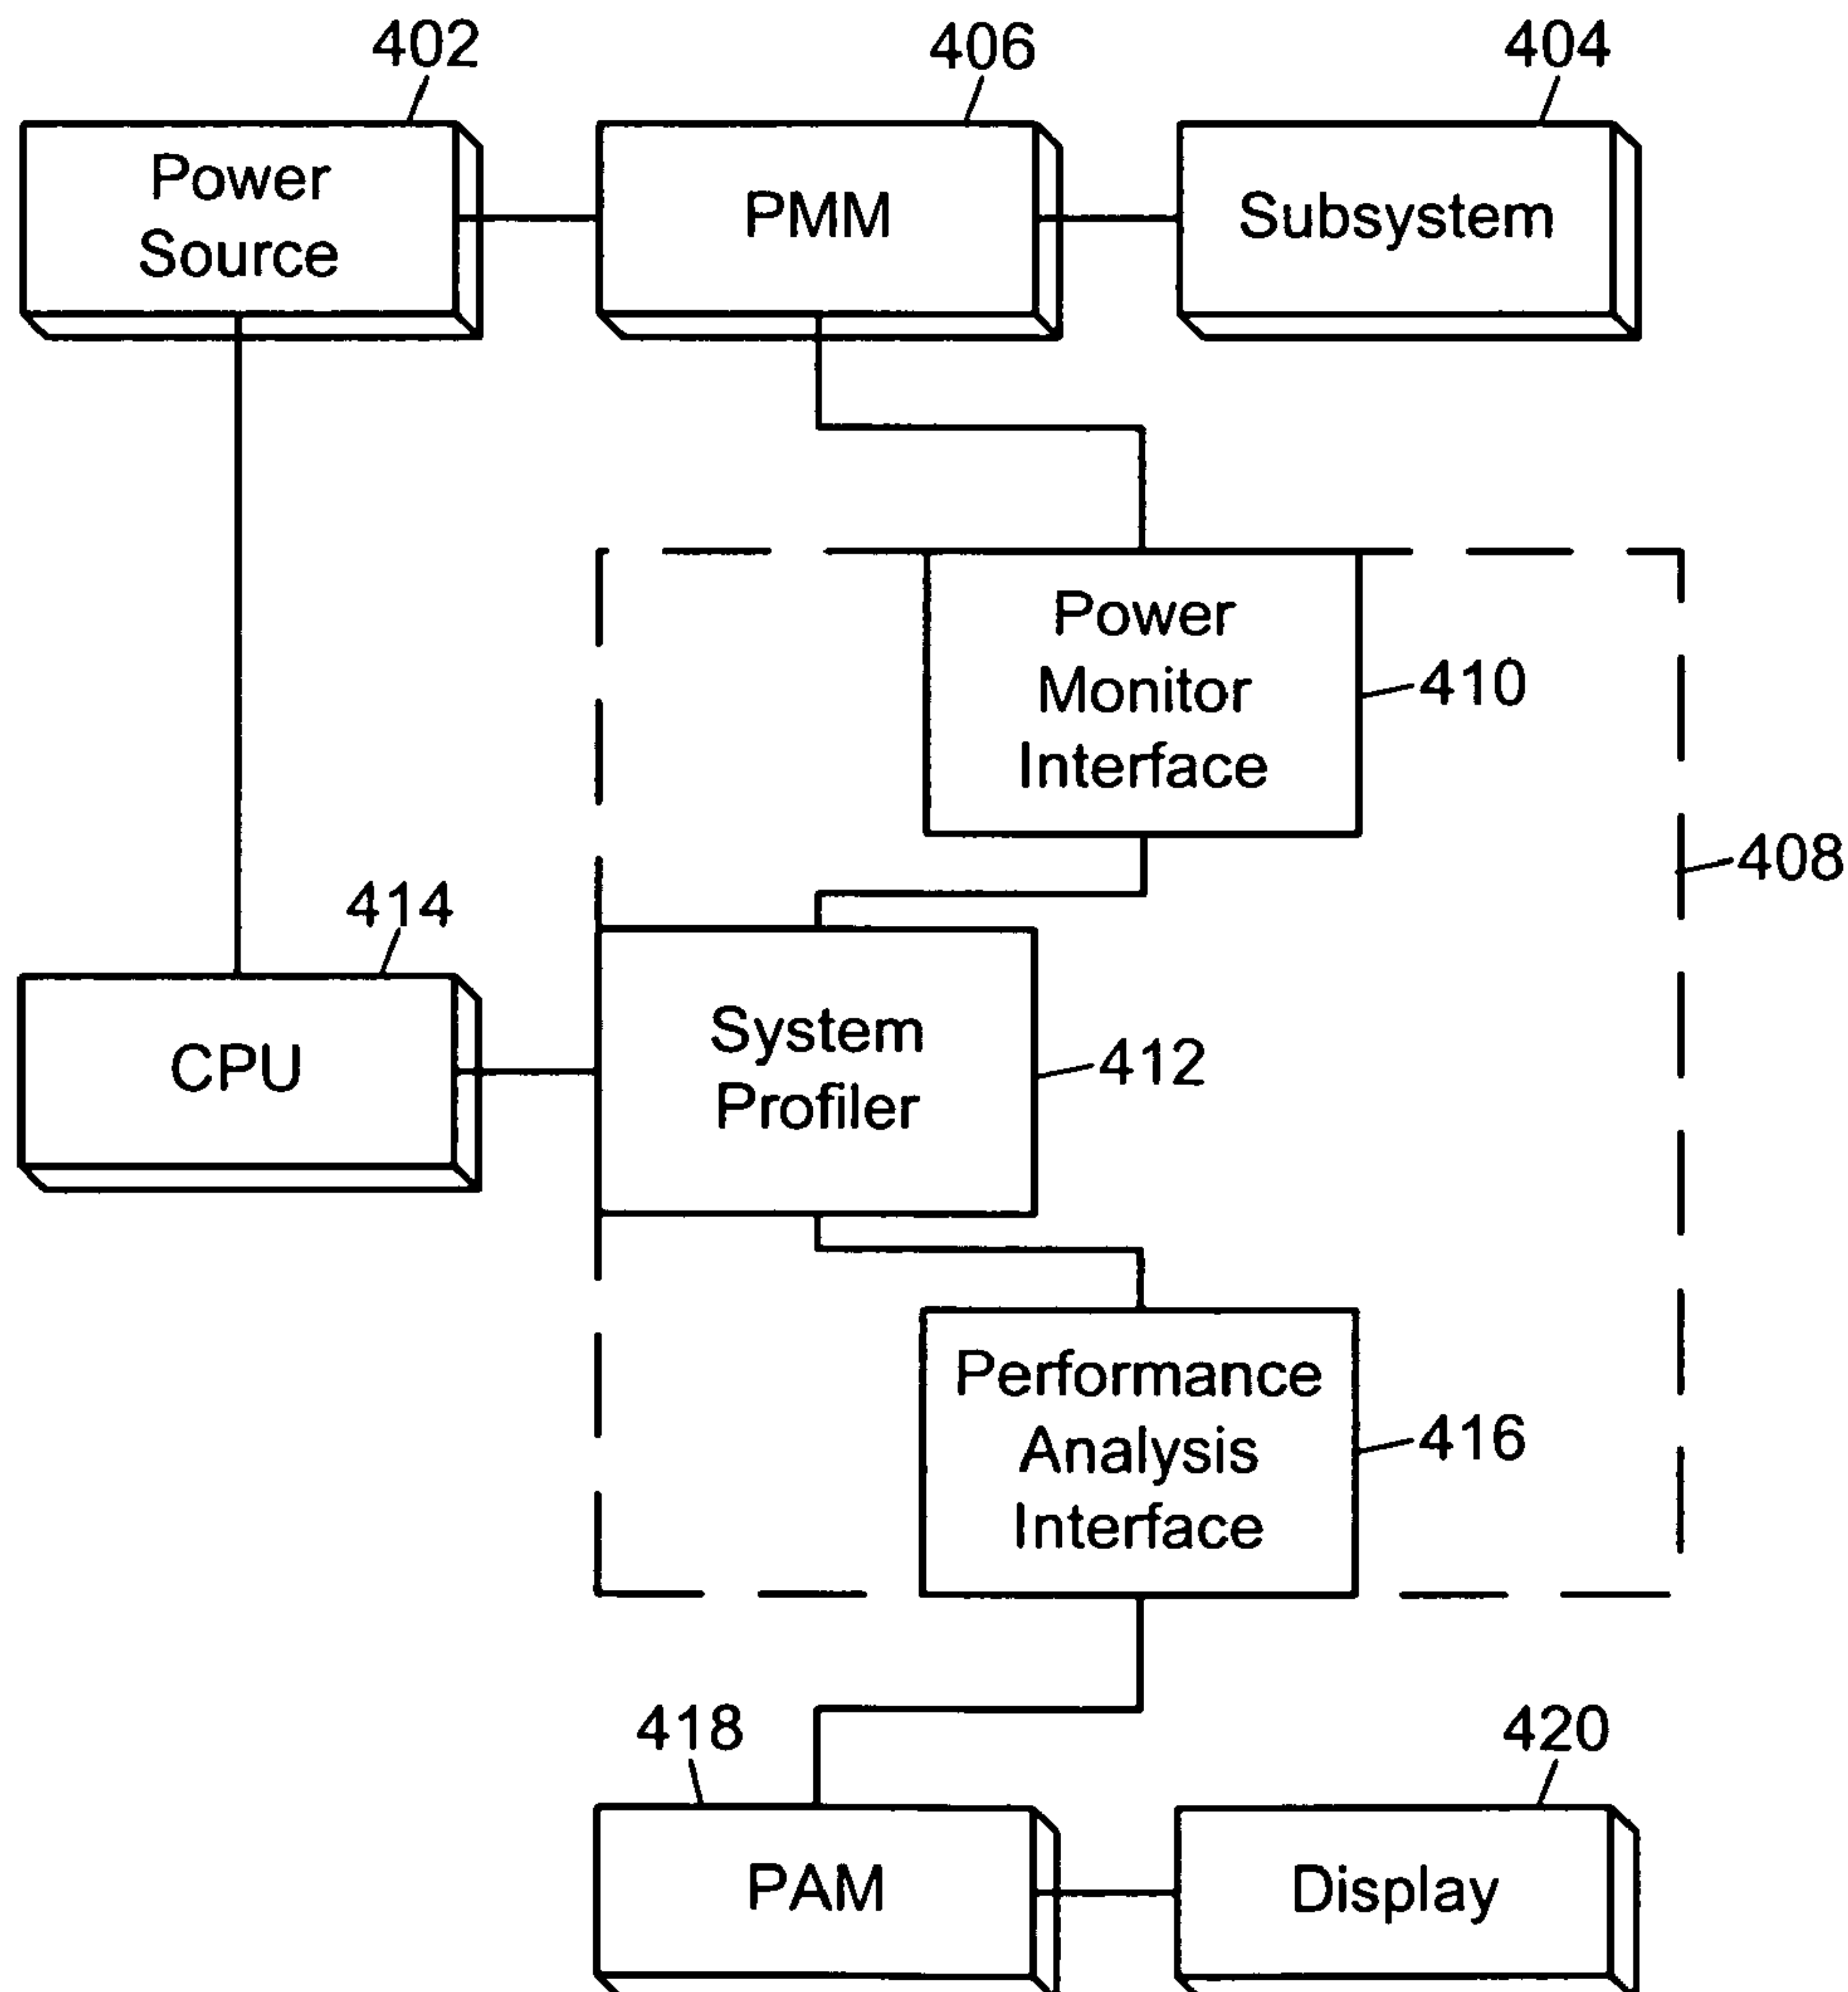 402
406
404
Power
Source
PMM
Subsystem
Power
Monitor
Interface
410
408
414
CPU
System
Profiler
412
Performance
Analysis
Interface
416
418
420
PAM
Display